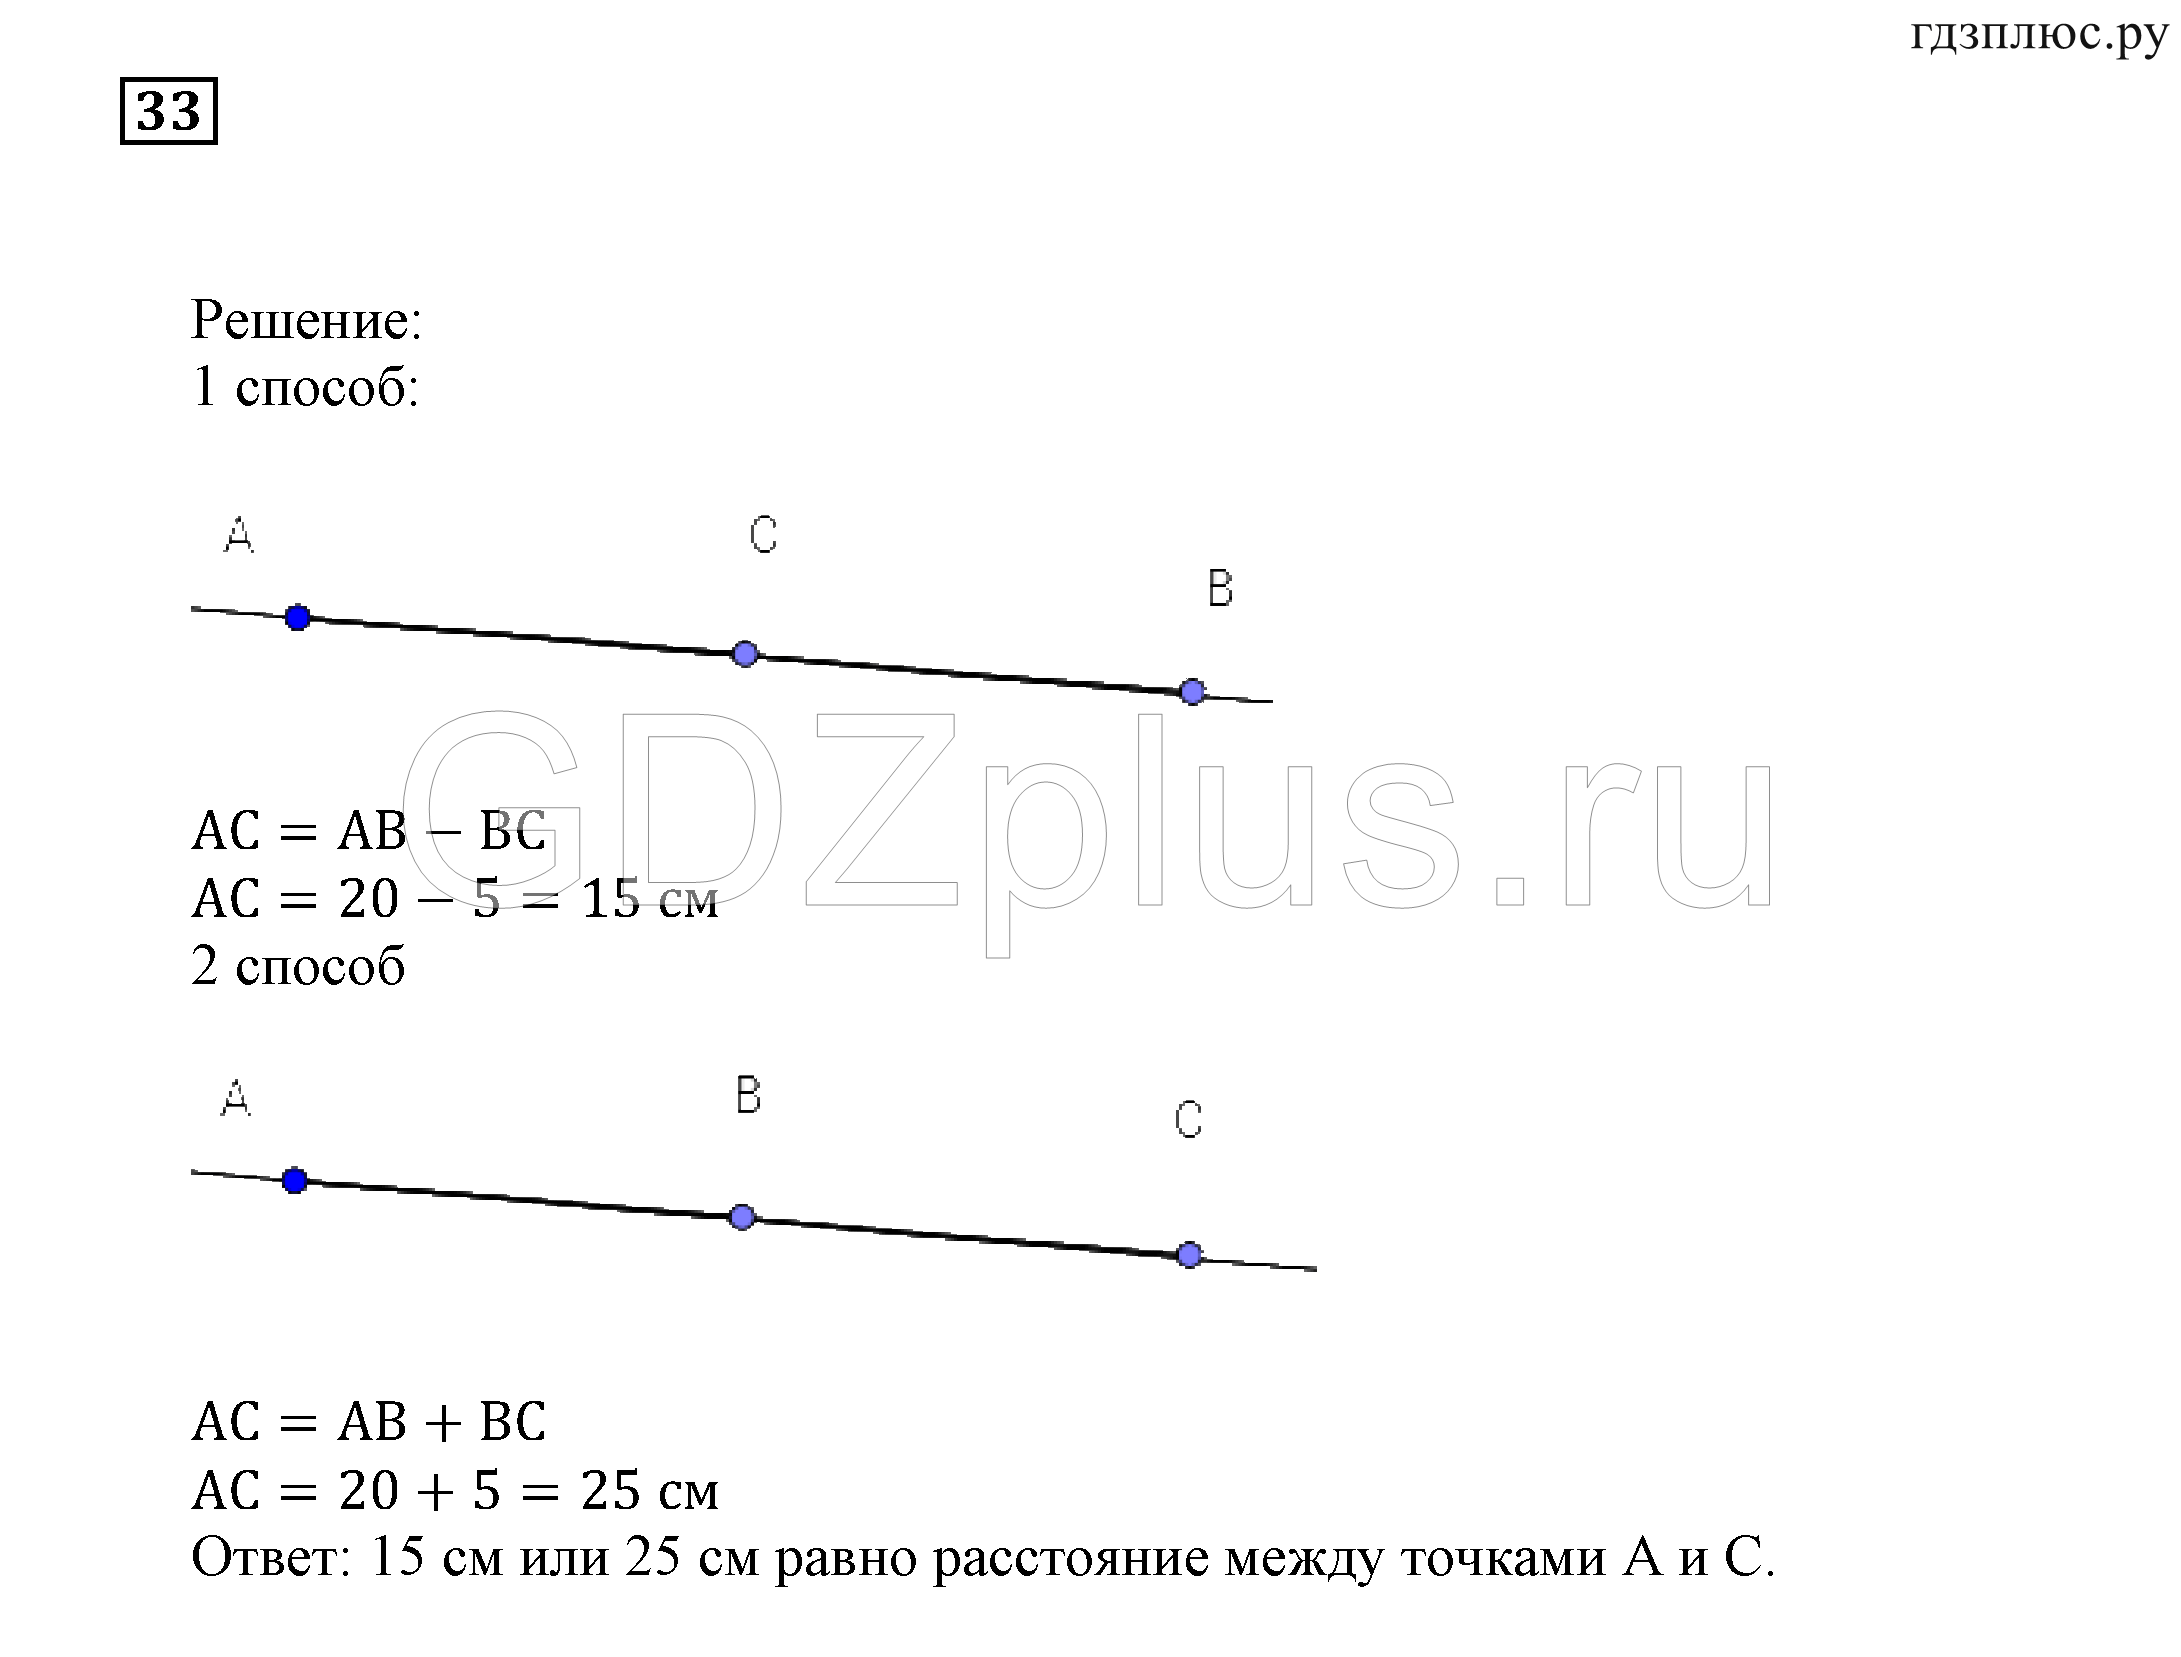 гдзплюс.ру
33
Решение:
1 способ:
A
C
B
GDZplus.ru
AC = AB − BC
AC = 20 − 5 = 15 см
2 способ
A
B
C
AC = AB + BC
AC = 20 + 5 = 25 см
Ответ: 15 см или 25 см равно расстояние между точками А и С.